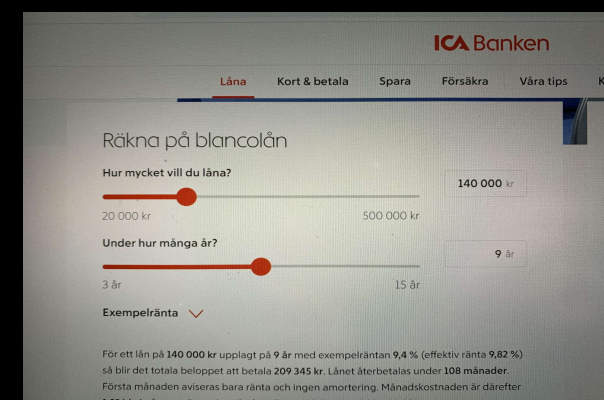 ICA Banken
Låna Kort & betala Spara Försäkra Våra tips K
Räkna på blancolån
Hur mycket vill du låna?
140 000 kr
20 000 kr 500 000 kr
Under hur många år?
9 år
3 år 15 år
Exempelränta
För ett lån på 140 000 kr upplagt på 9 år med exempelräntan 9,4 % (effektiv ränta 9,82 %)
så blir det totala beloppet att betala 209 345 kr. Lånet återbetalas under 108 månader.
Första månaden aviseras bara ränta och ingen amortering. Månadskostnaden är därefter